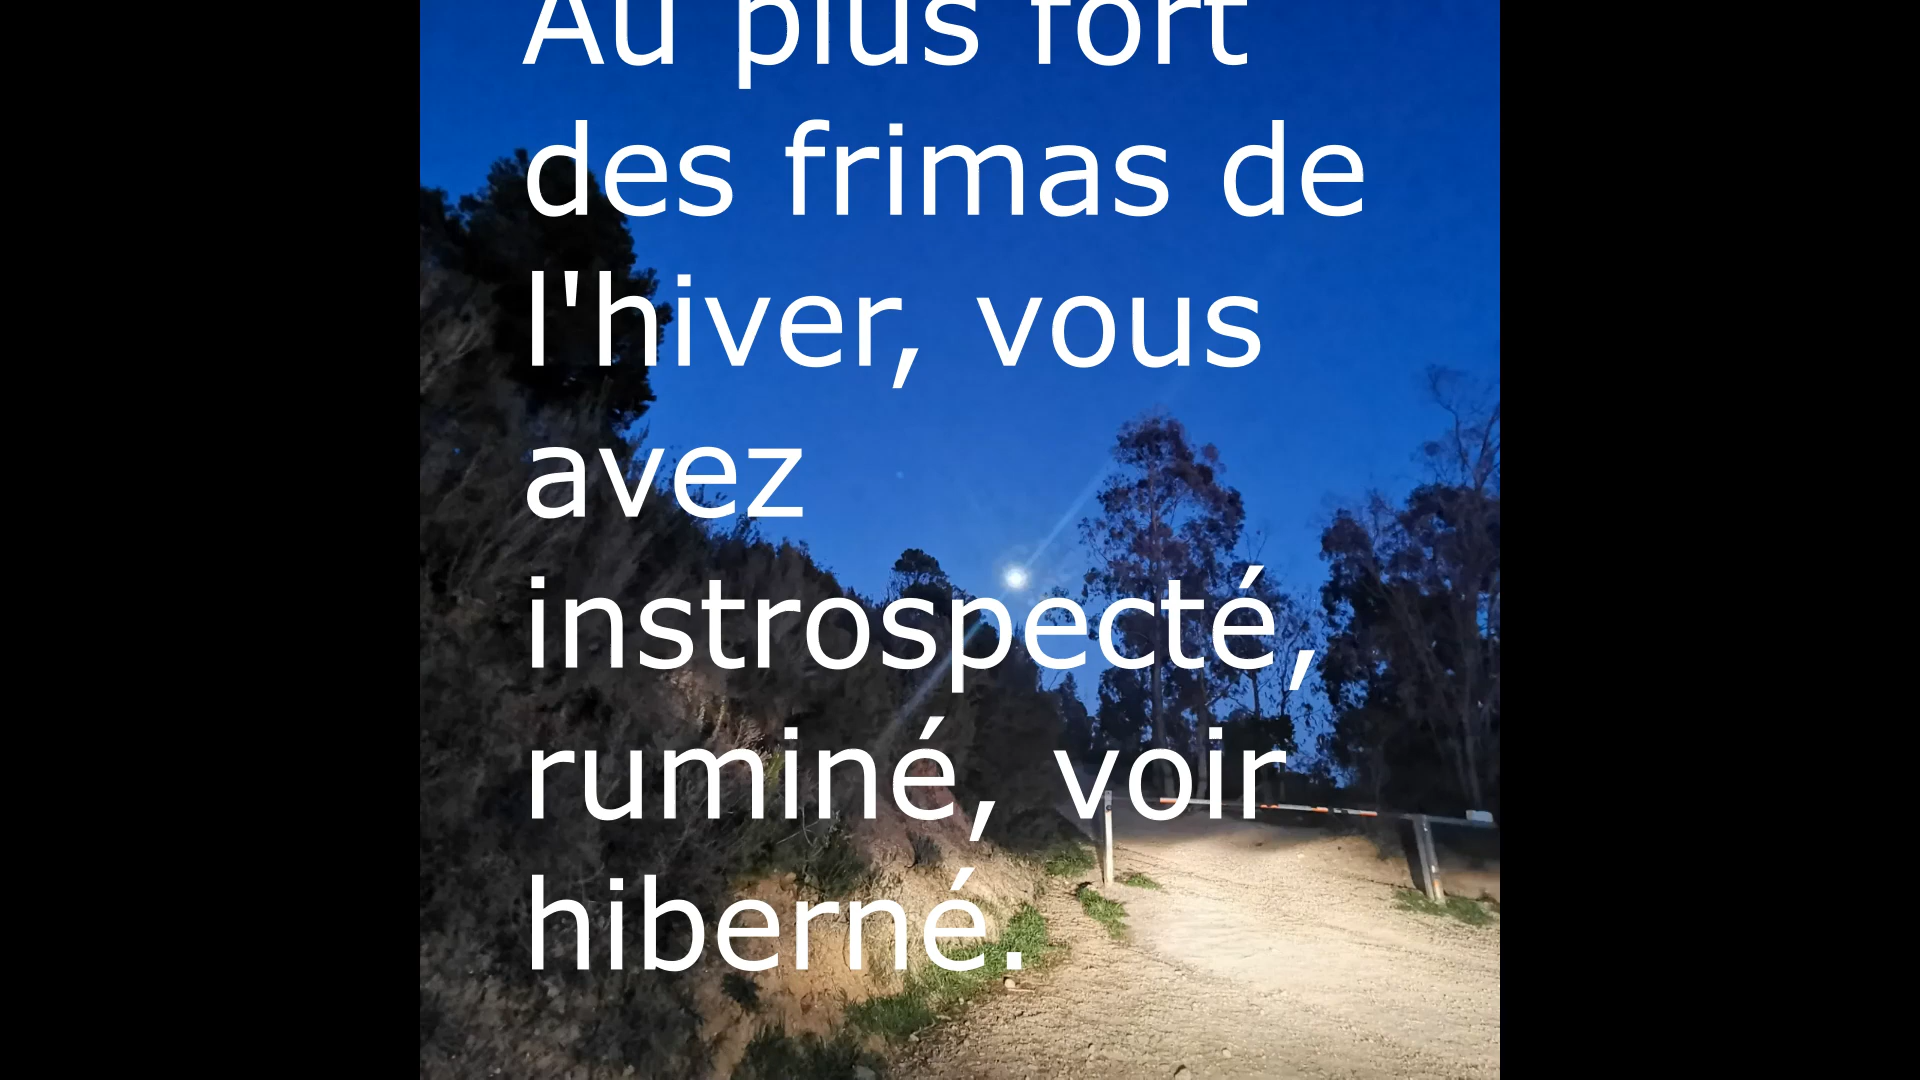 Au plus fort
des frimas de
l'hiver, vous
avez
instrospecté,
ruminé, voir
hiberné.